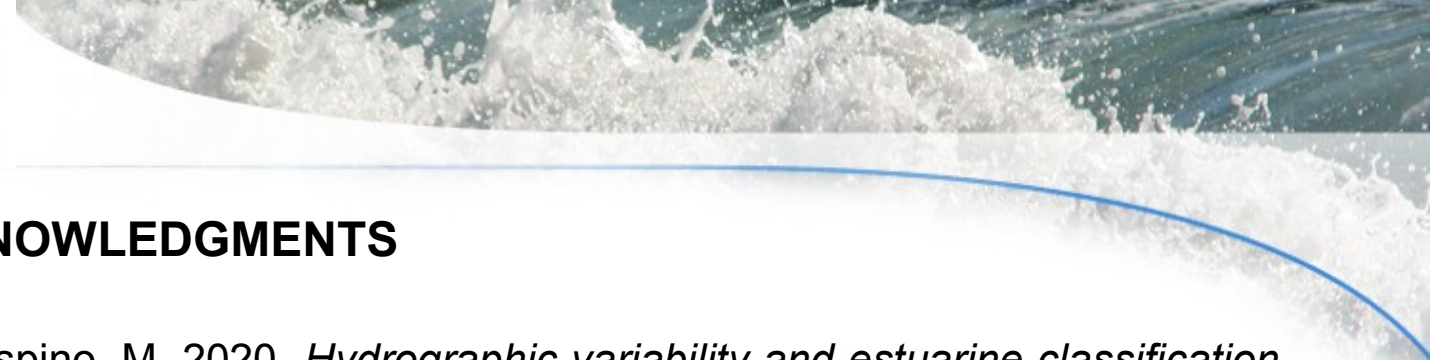 NOWLEDGMENTS
spino, M. 2020. Hydrographic variability and estuarine classification